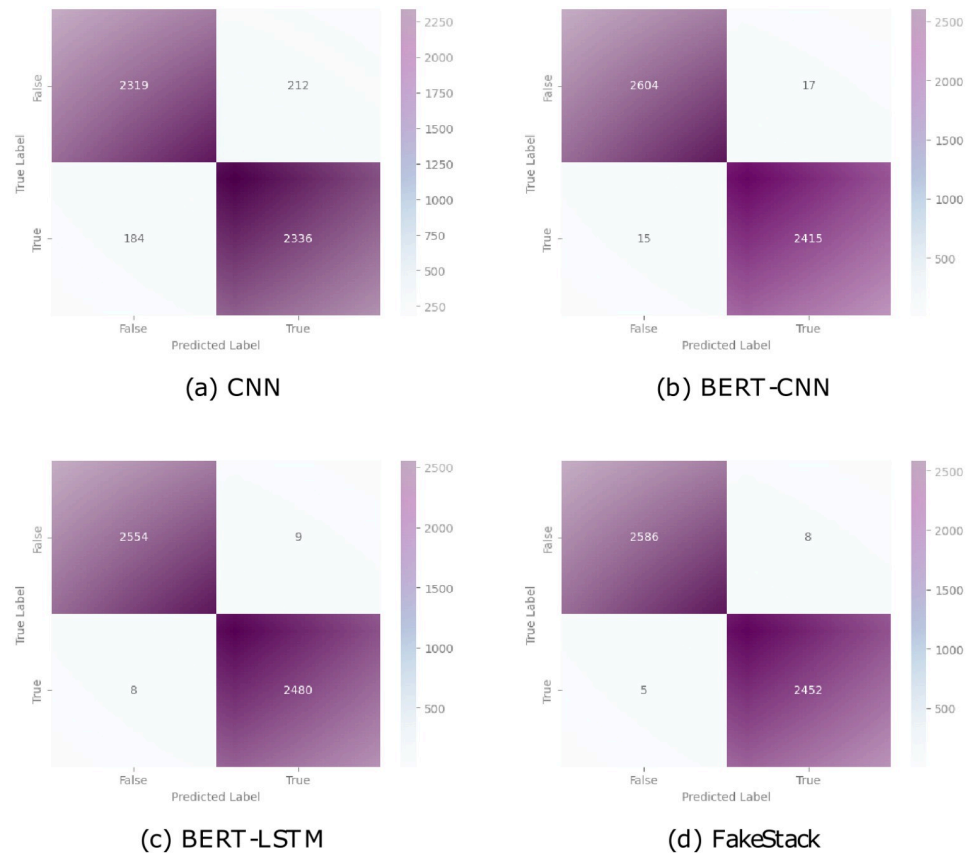 2250
2000
1750
1500
1250
1000
750
500
250
False
True
True Label
2319
212
184
2336
False
True
Predicted Label
(a) CNN
2500
2000
1500
1000
500
False
True
True Label
2604
17
15
2415
False
True
Predicted Label
(b) BERT-CNN
2500
2000
1500
1000
500
False
True
True Label
2554
9
8
2480
False
True
Predicted Label
(c) BERT-LSTM
2500
2000
1500
1000
500
False
True
True Label
2586
8
5
2452
False
True
Predicted Label
(d) FakeStack